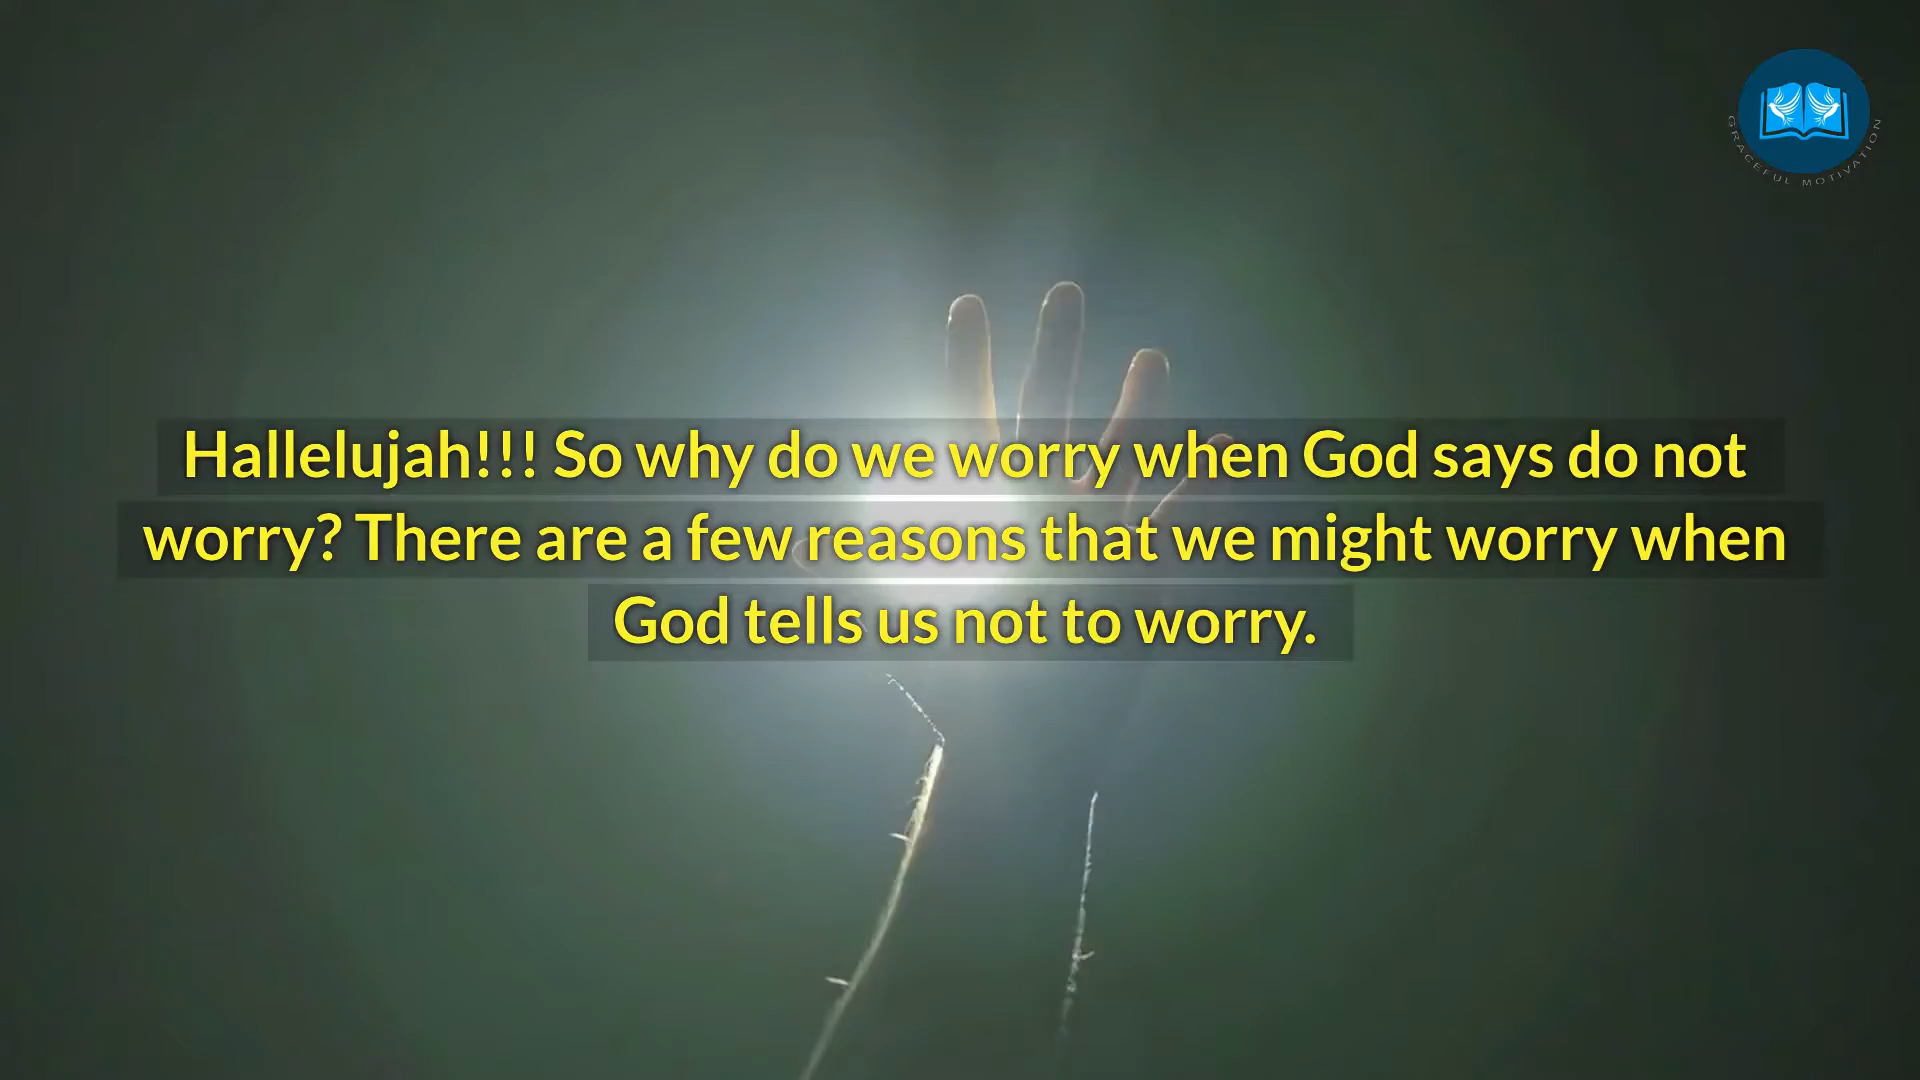 GRACEFUL MOTIVATION
Hallelujah!!! So why do we worry when God says do not
worry? There are a few reasons that we might worry when
God tells us not to worry.